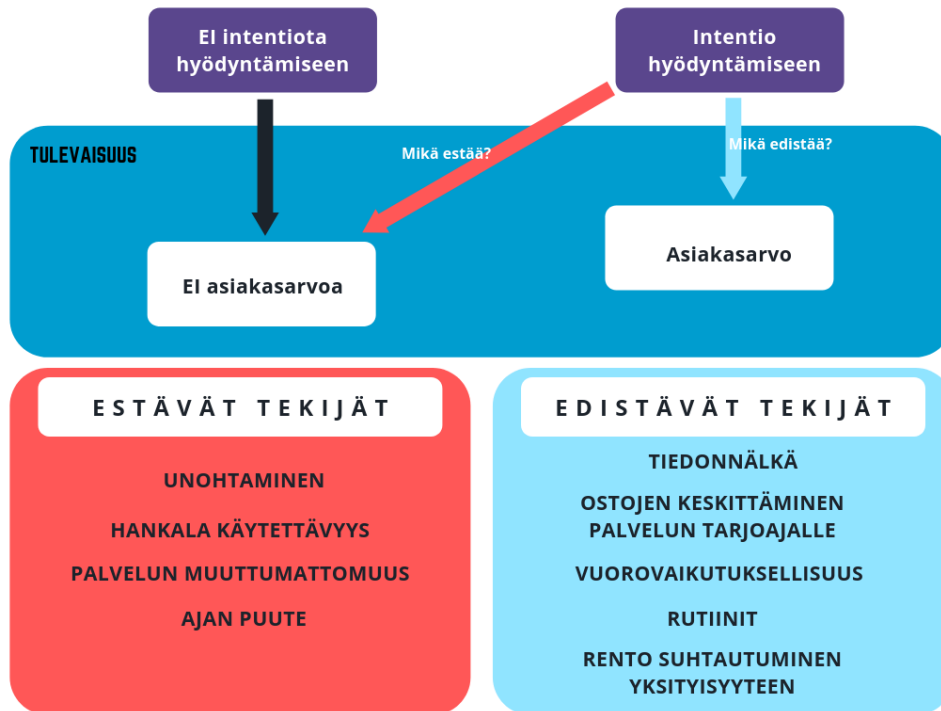 EI intentiota
hyödyntämiseen
Intentio
hyödyntämiseen
TULEVAISUUS
Mikä estää?
Mikä edistää?
EI asiakasarvoa
Asiakasarvo
ESTÄVÄT TEKIJÄT
UNOHTAMINEN
HANKALA KÄYTETTÄVYYS
PALVELUN MUUTTUMATTOMUUS
AJAN PUUTE
EDISTÄVÄT TEKIJÄT
TIEDONNÄLKÄ
OSTOJEN KESKITTÄMINEN
PALVELUN TARJOAJALLE
VUOROVAIKUTUKSELLISUUS
RUTIINIT
RENTO SUHTAUTUMINEN
YKSITYISYYTEEN